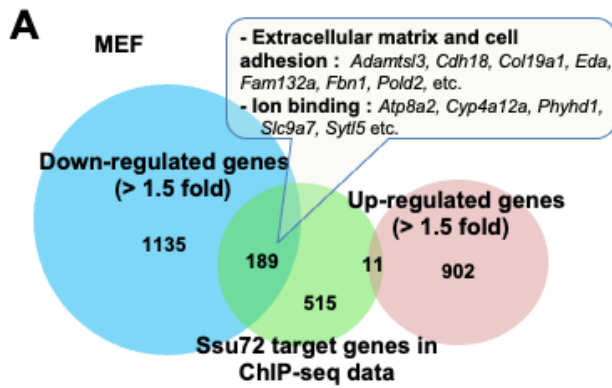 A
MEF
- Extracellular matrix and cell
adhesion : Adamtsl3, Cdh18, Col19a1, Eda,
Fam132a, Fbn1, Pold2, etc.
- Ion binding : Atp8a2, Cyp4a12a, Phyhd1,
Slc9a7, Sytl5 etc.
Down-regulated genes
(> 1.5 fold)
Up-regulated genes
(> 1.5 fold)
1135
189
11
902
515
Ssu72 target genes in
ChIP-seq data